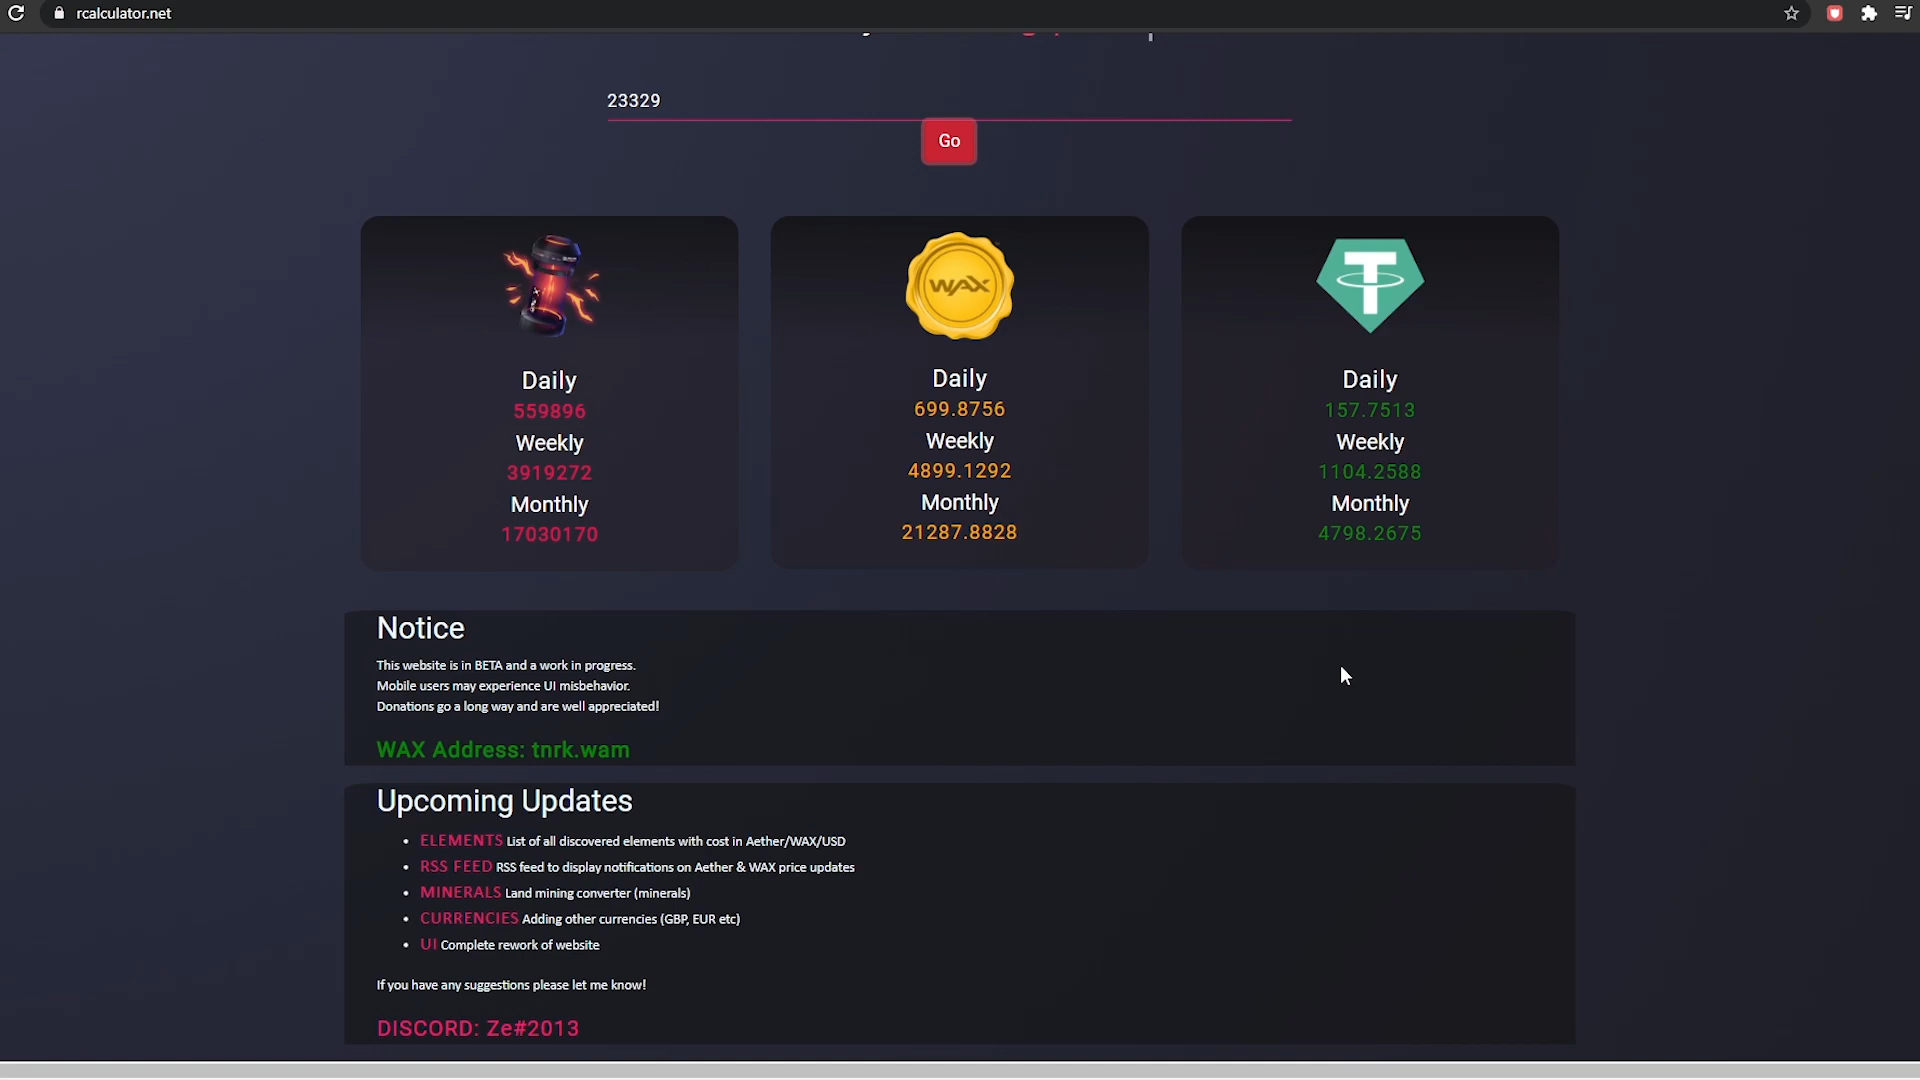 rcalculator.net
23329
Go
WAX
Daily
559896
Weekly
3919272
Monthly
17030170
Daily
699.8756
Weekly
4899.1292
Monthly
21287.8828
Daily
157.7513
Weekly
1104.2588
Monthly
4798.2675
Notice
This website is in BETA and a work in progress.
Mobile users may experience UI misbehavior.
Donations go a long way and are well appreciated!
WAX Address: tnrk.wam
Upcoming Updates
• ELEMENTS List of all discovered elements with cost in Aether/WAX/USD
• RSS FEED RSS feed to display notifications on Aether & WAX price updates
• MINERALS Land mining converter (minerals)
• CURRENCIES Adding other currencies (GBP, EUR etc)
• UI Complete rework of website
If you have any suggestions please let me know!
DISCORD: Ze#2013